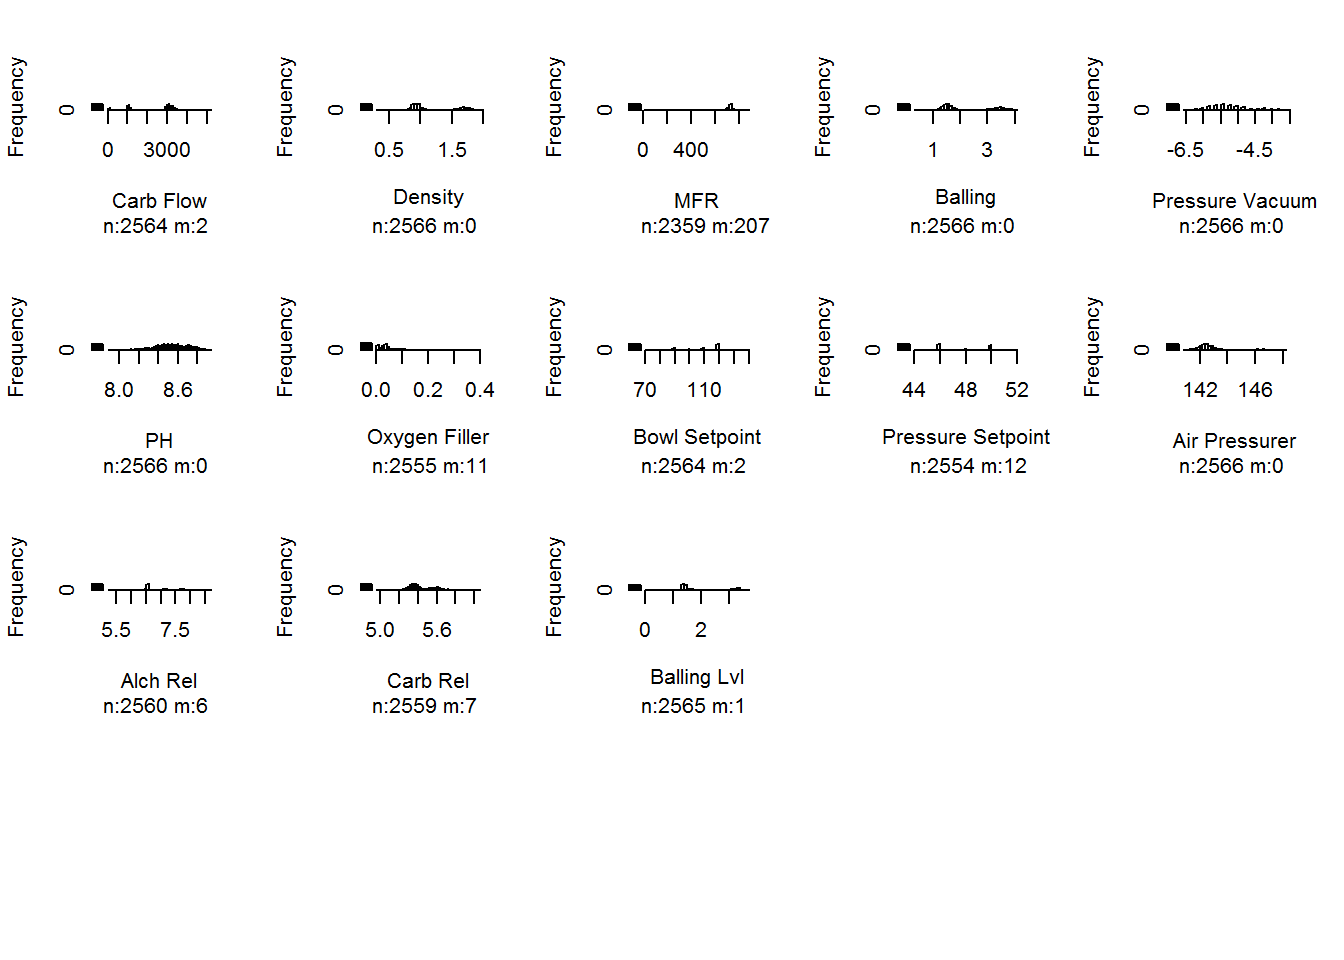 Frequency
0
0 3000
Carb Flow
n:2564 m:2
Frequency
0
0.5 1.5
Density
n:2566 m:0
Frequency
0
0 400
MFR
n:2359 m:207
Frequency
0
1 3
Balling
n:2566 m:0
Frequency
0
-6.5 -4.5
Pressure Vacuum
n:2566 m:0
Frequency
0
8.0 8.6
PH
n:2566 m:0
Frequency
0
0.0 0.2 0.4
Oxygen Filler
n:2555 m:11
Frequency
0
70 110
Bowl Setpoint
n:2564 m:2
Frequency
0
44 48 52
Pressure Setpoint
n:2554 m:12
Frequency
0
142 146
Air Pressurer
n:2566 m:0
Frequency
0
5.5 7.5
Alch Rel
n:2560 m:6
Frequency
0
5.0 5.6
Carb Rel
n:2559 m:7
Frequency
0
0 2
Balling Lvl
n:2565 m:1